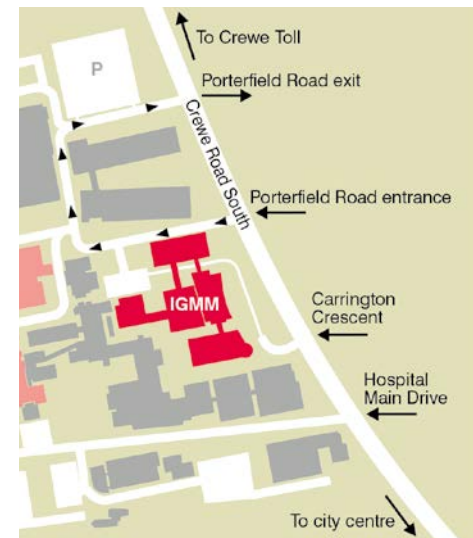 To Crewe Toll
P
Porterfield Road exit
Crewe Road South
Porterfield Road entrance
IGMM
Carrington
Crescent
Hospital
Main Drive
To city centre